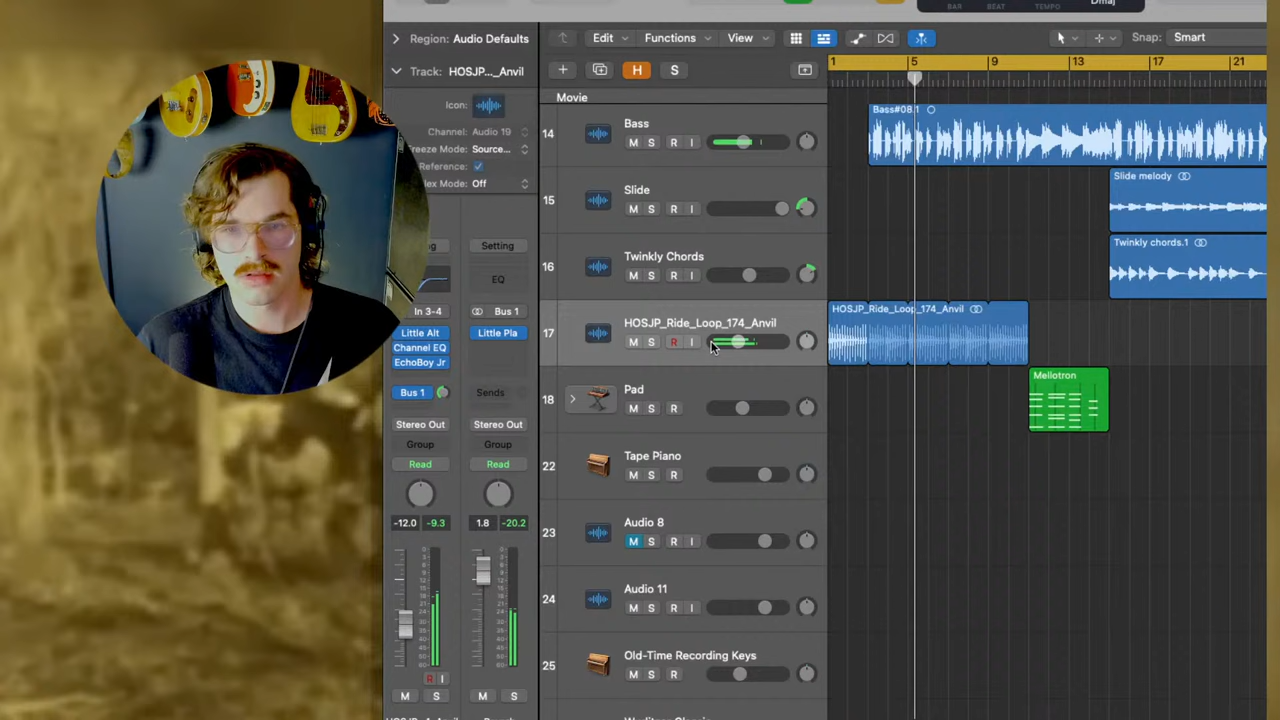 BAR BEAT TEMPO Dmaj
Region: Audio Defaults
Edit Functions View
Snap: Smart
Track: HOSJP..._Anvil
H S
1 5 9 13 17 21
Icon:
Channel: Audio 19
Freeze Mode: Source...
Reference:
ex Mode: Off
Movie
14 Bass
M S R I
Bass#08.1
15 Slide
M S R I
Slide melody
16 Twinkly Chords
M S R I
Twinkly chords.1
17 HOSJP_Ride_Loop_174_Anvil
M S R I
HOSJP_Ride_Loop_174_Anvil
18 Pad
M S R
Mellotron
22 Tape Piano
M S R
23 Audio 8
M S R I
24 Audio 11
M S R I
25 Old-Time Recording Keys
M S R
g Setting
EQ
In 3-4 Bus 1
Little Alt Little Pla
Channel EQ
EchoBoy Jr
Bus 1 Sends
Stereo Out Stereo Out
Group Group
Read Read
-12.0 -9.3 1.8 -20.2
R I
M S M S